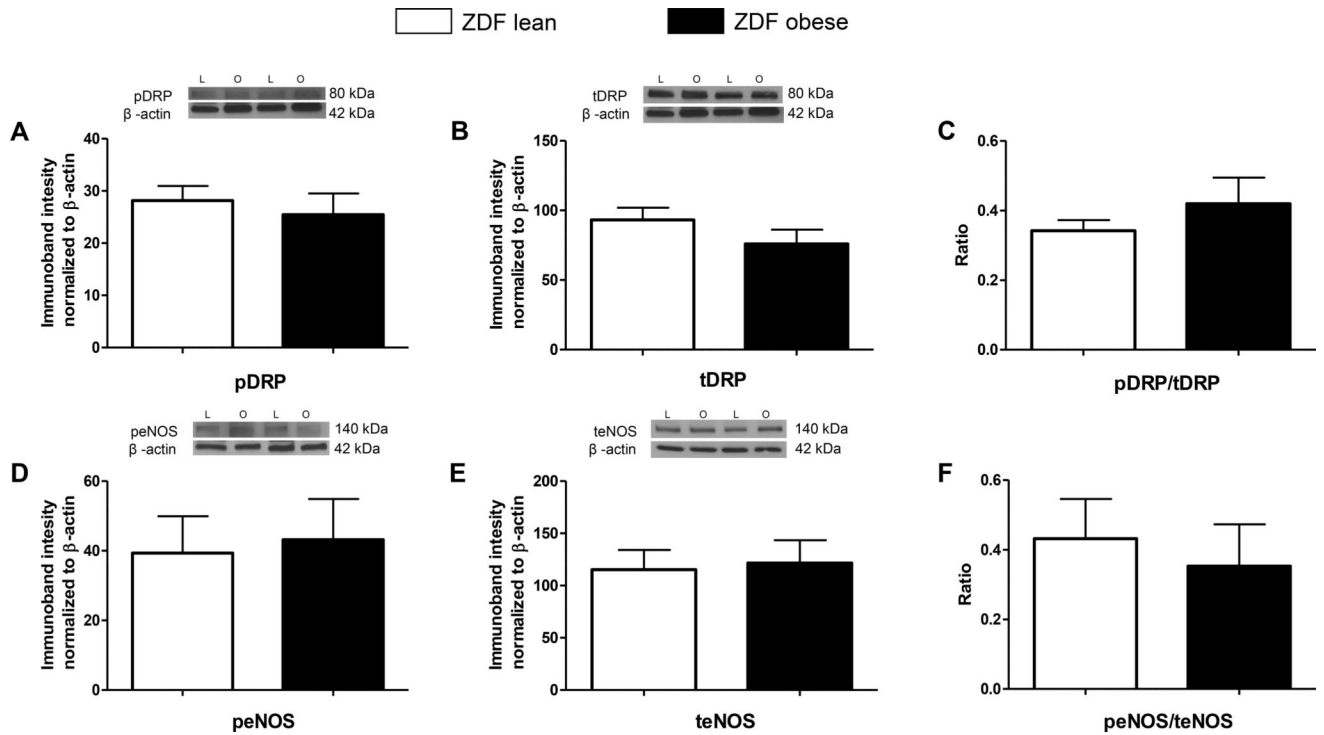 ZDF lean
ZDF obese
L O L O
pDRP 80 kDa
β -actin 42 kDa
A
40
30
20
10
0
Immunoband intesity
normalized to β-actin
pDRP
L O L O
tDRP 80 kDa
β -actin 42 kDa
B
150
100
50
0
Immunoband intesity
normalized to β-actin
tDRP
C
0.6
0.4
0.2
0.0
Ratio
pDRP/tDRP
L O L O
peNOS 140 kDa
β -actin 42 kDa
D
60
40
20
0
Immunoband intesity
normalized to β-actin
peNOS
L O L O
teNOS 140 kDa
β -actin 42 kDa
E
200
150
100
50
0
Immunoband intesity
normalized to β-actin
teNOS
F
0.6
0.4
0.2
0.0
Ratio
peNOS/teNOS